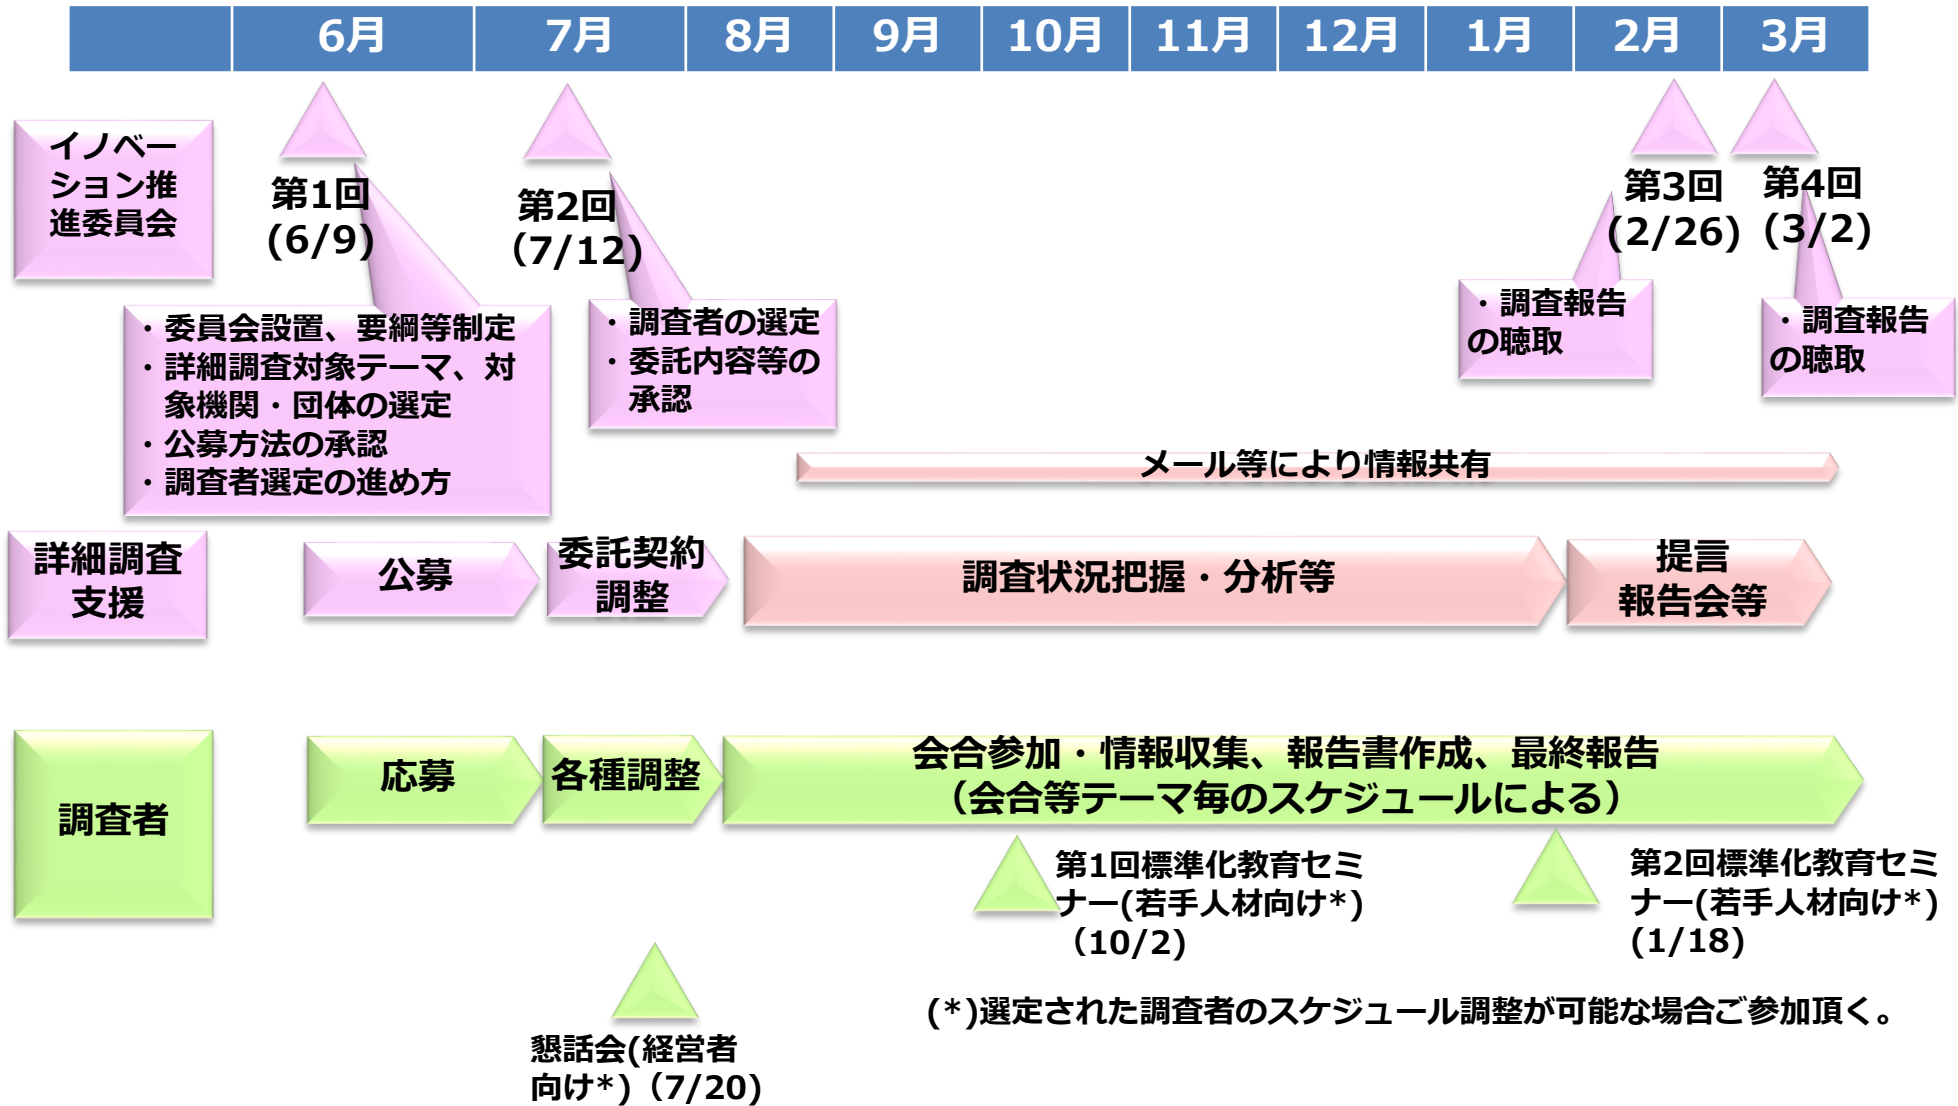 6月 7月 8月 9月 10月 11月 12月 1月 2月 3月
イノベー
ション推
進委員会
第1回
(6/9)
第2回
（7/12)
第3回
(2/26)
第4回
(3/2)
・委員会設置、要綱等制定
・詳細調査対象テーマ、対
象機関・団体の選定
・公募方法の承認
・調査者選定の進め方
・調査者の選定
・委託内容等の
承認
・調査報告
の聴取
・調査報告
の聴取
メール等により情報共有
詳細調査
支援
公募
委託契約
調整
調査状況把握・分析等
提言
報告会等
調査者
応募
各種調整
会合参加・情報収集、報告書作成、最終報告
（会合等テーマ毎のスケジュールによる）
第1回標準化教育セミ
ナー(若手人材向け*)
（10/2)
第2回標準化教育セミ
ナー(若手人材向け*)
(1/18)
懇話会(経営者
向け*)（7/20)
(*)選定された調査者のスケジュール調整が可能な場合ご参加頂く。